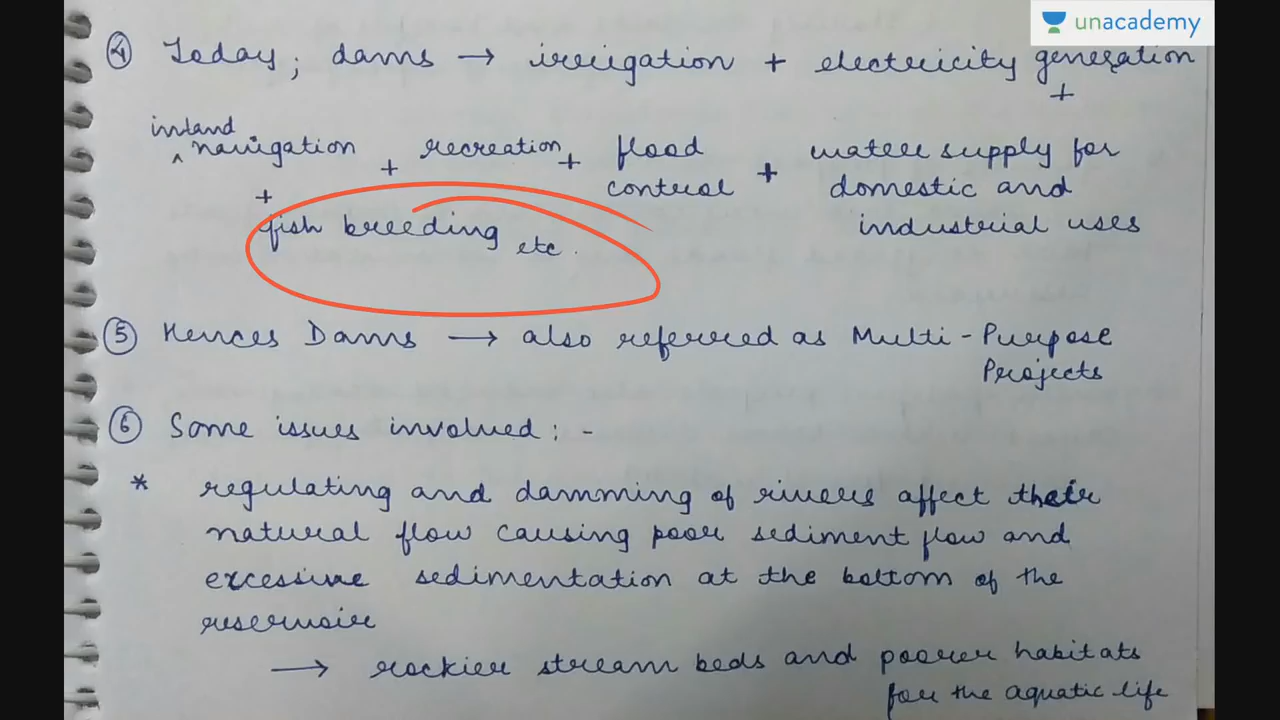 unacademy
④ Today; dams → irrigation + electricity generation
+
inland
^ navigation + recreation + flood control + water supply for domestic and industrial uses
+
fish breeding etc.
⑤ Hences Dams → also referred as Multi-Purpose
Projects
⑥ Some issues involved: -
* regulating and damming of rivers affect their
natural flow causing poor sediment flow and
excessive sedimentation at the bottom of the
reservoir
→ rockier stream beds and poorer habitats
for the aquatic life